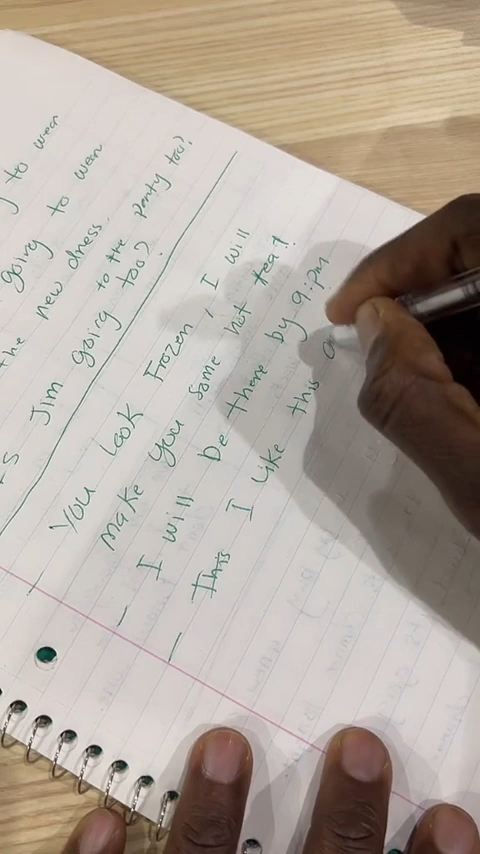 to wear
going to wear
the new dress.
Jim going to the party too?
too?
- You look Frozen, I will
make you some hot tea!
- I will be there by 9:pm
- this I like this